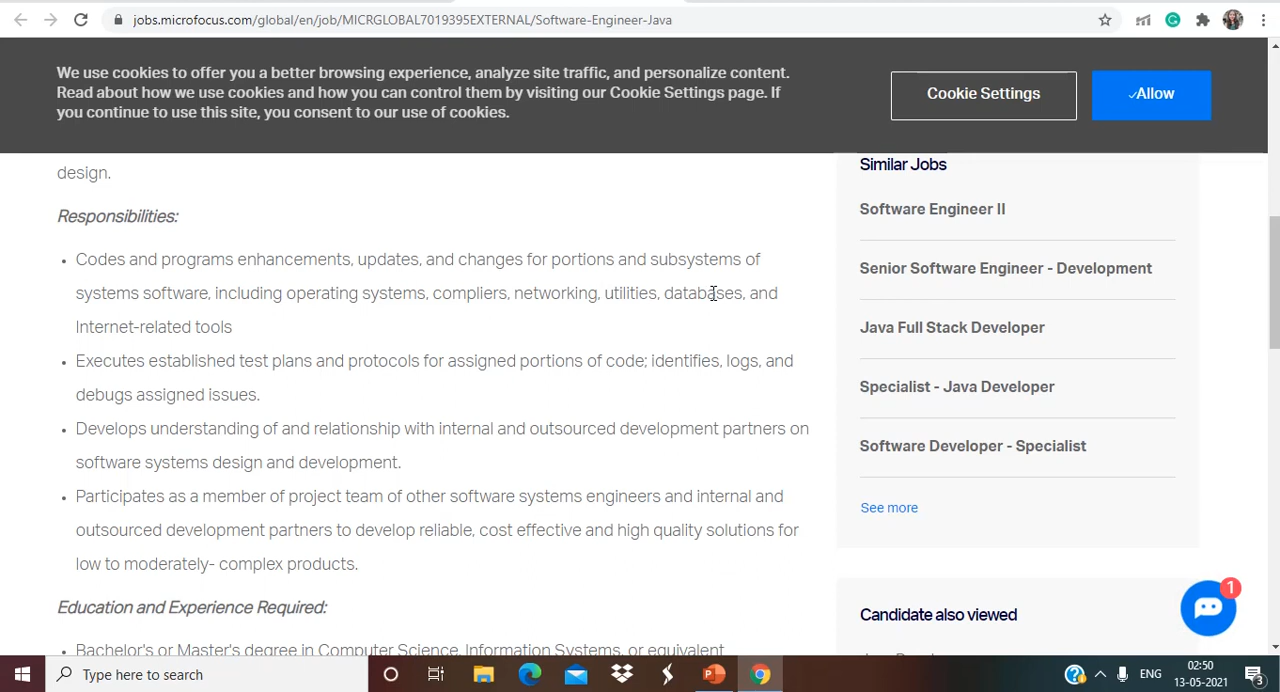 jobs.microfocus.com/global/en/job/MICRGLOBAL7019395EXTERNAL/Software-Engineer-Java
We use cookies to offer you a better browsing experience, analyze site traffic, and personalize content.
Read about how we use cookies and how you can control them by visiting our Cookie Settings page. If
you continue to use this site, you consent to our use of cookies.
Cookie Settings
Allow
design.
Responsibilities:
• Codes and programs enhancements, updates, and changes for portions and subsystems of
systems software, including operating systems, compliers, networking, utilities, databases, and
Internet-related tools
• Executes established test plans and protocols for assigned portions of code; identifies, logs, and
debugs assigned issues.
• Develops understanding of and relationship with internal and outsourced development partners on
software systems design and development.
• Participates as a member of project team of other software systems engineers and internal and
outsourced development partners to develop reliable, cost effective and high quality solutions for
low to moderately- complex products.
Education and Experience Required:
• Bachelor's or Master's degree in Computer Science, Information Systems, or equivalent
Similar Jobs
Software Engineer II
Senior Software Engineer - Development
Java Full Stack Developer
Specialist - Java Developer
Software Developer - Specialist
See more
Candidate also viewed
1
Type here to search
ENG
02:50
13-05-2021
3